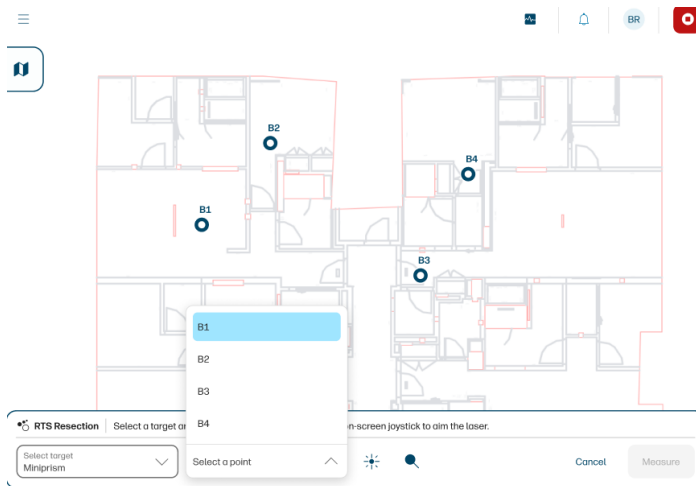 BR
B2
B4
B1
B3
B1
B2
B3
B4
RTS Resection Select a target an n-screen joystick to aim the laser.
Select target
Miniprism
Select a point
Cancel
Measure